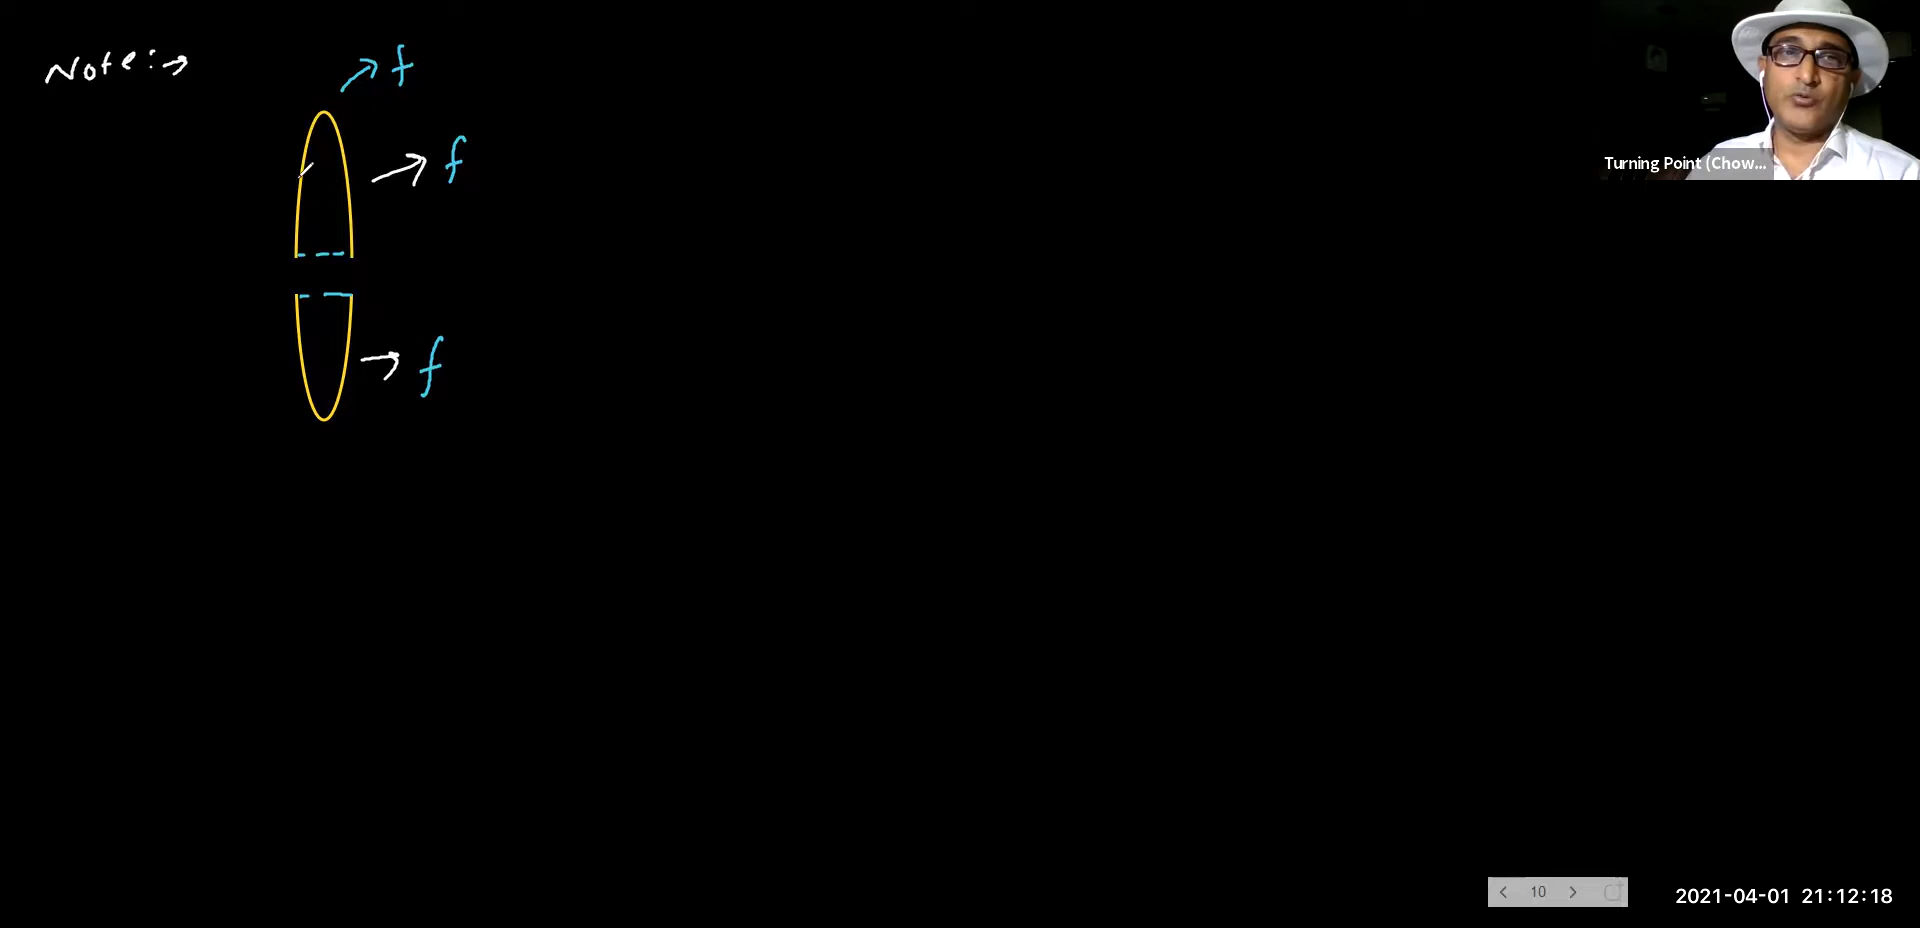 Note:→
→ f
→ f
→ f
Turning Point (Chow...
< 10 >
2021-04-01 21:12:18